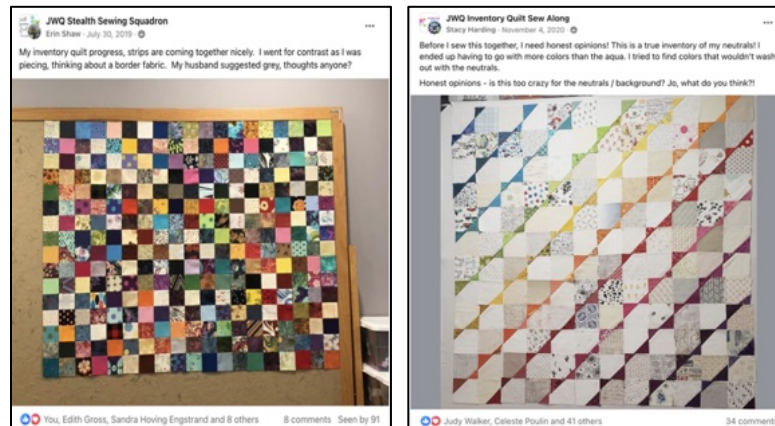 JWQ Stealth Sewing Squadron
Erin Shaw · July 30, 2019 ·
My inventory quilt progress, strips are coming together nicely. I went for contrast as I was
piecing, thinking about a border fabric. My husband suggested grey, thoughts anyone?
You, Edith Gross, Sandra Hoving Engstrand and 8 others 8 comments Seen by 91
JWQ Inventory Quilt Sew Along
Stacy Harding · November 4, 2020 ·
Before I sew this together, I need honest opinions! This is a true inventory of my neutrals! I
ended up having to go with more colors than the aqua. I tried to find colors that wouldn't wash
out with the neutrals.
Honest opinions - is this too crazy for the neutrals / background? Jo, what do you think?!
Judy Walker, Celeste Poulin and 41 others 34 comments